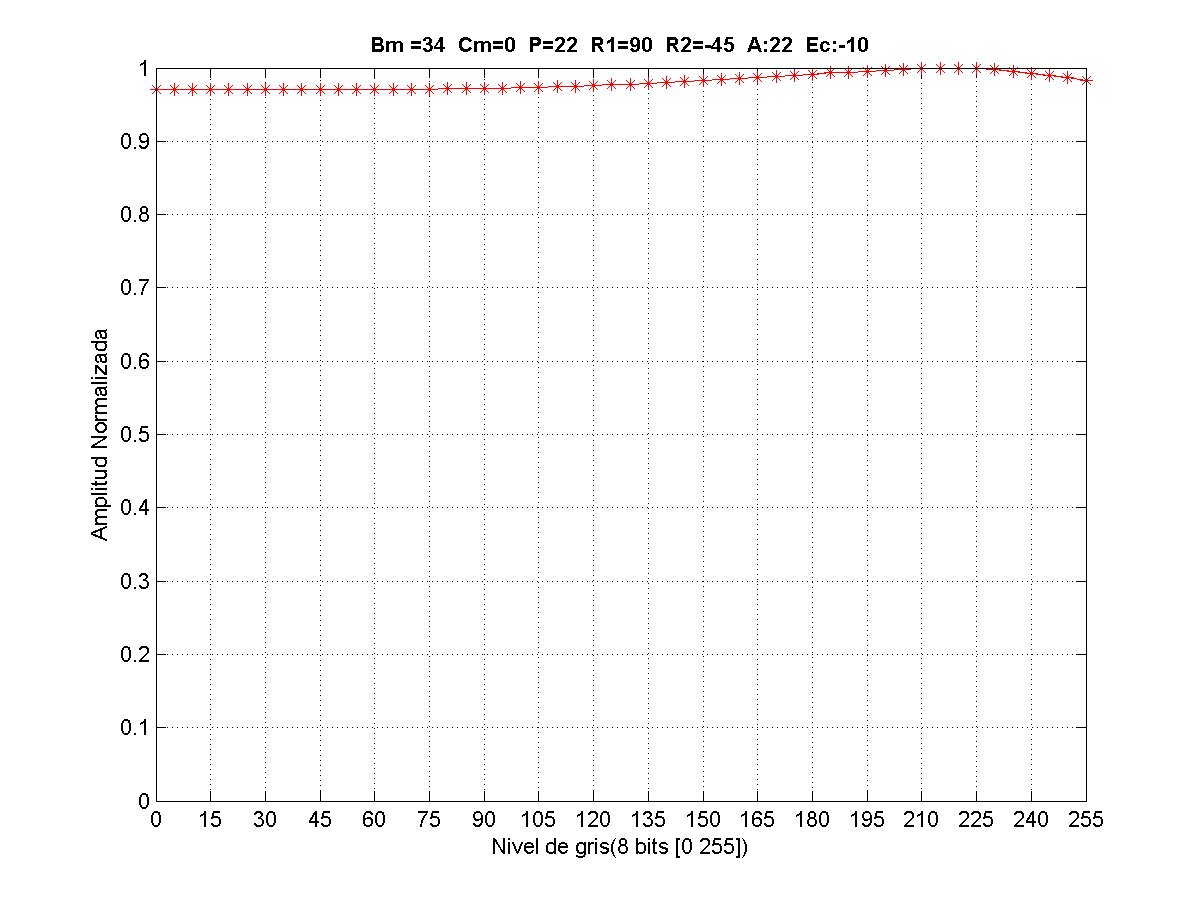 Bm =34  Cm=0  P=22  R1=90  R2=-45  A:22  Ec:-10
1
0.9
0.8
0.7
0.6
0.5
0.4
0.3
0.2
0.1
0
Amplitud Normalizada
0 15 30 45 60 75 90 105 120 135 150 165 180 195 210 225 240 255
Nivel de gris(8 bits [0 255])